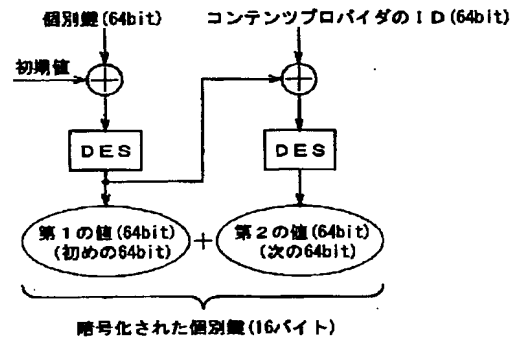 個別鍵(64bit)
コンテンツプロバイダのＩＤ(64bit)
初期値
ＤＥＳ
ＤＥＳ
第１の値(64bit)
(初めの64bit)
第２の値(64bit)
(次の64bit)
暗号化された個別鍵(16バイト)